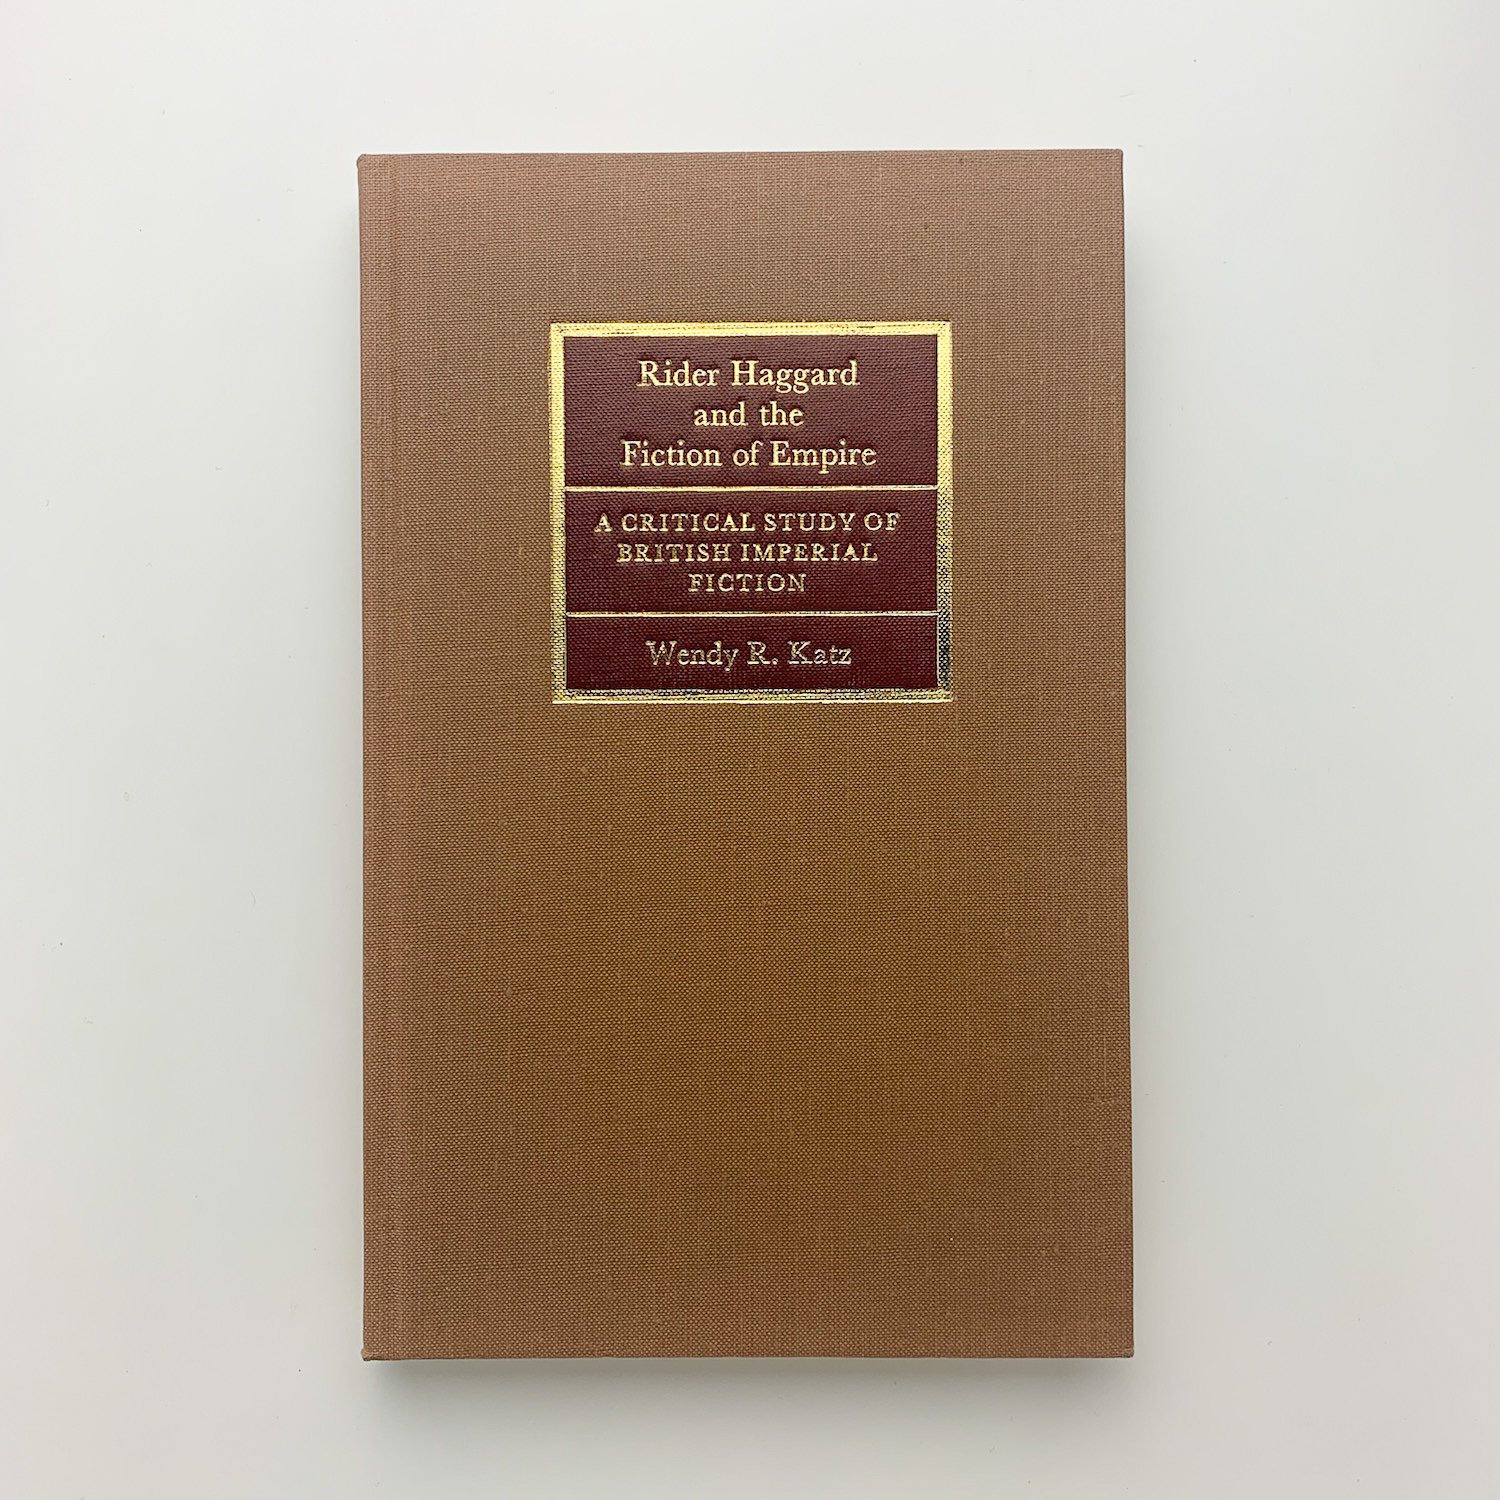 Rider Haggard
and the
Fiction of Empire
A CRITICAL STUDY OF
BRITISH IMPERIAL
FICTION
Wendy R. Katz